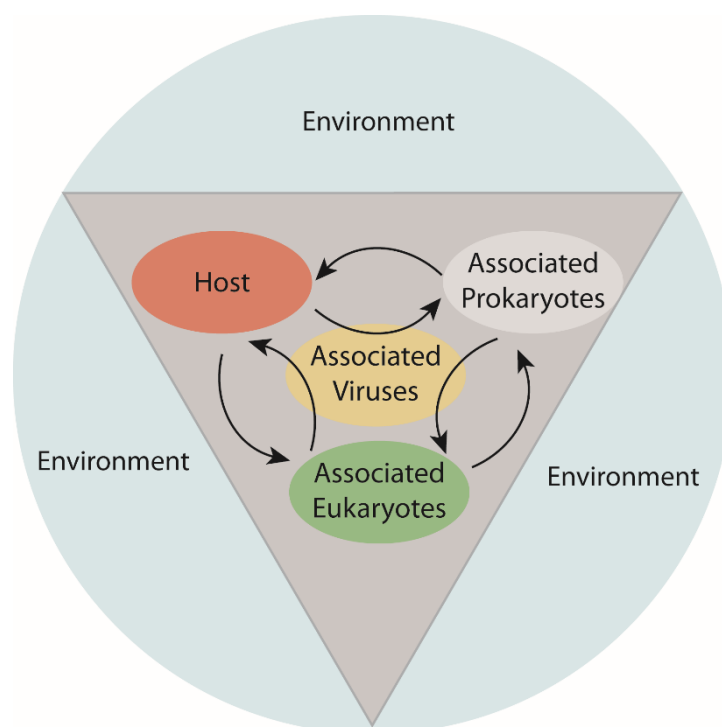 Environment
Host
Associated
Prokaryotes
Associated
Viruses
Environment
Environment
Associated
Eukaryotes